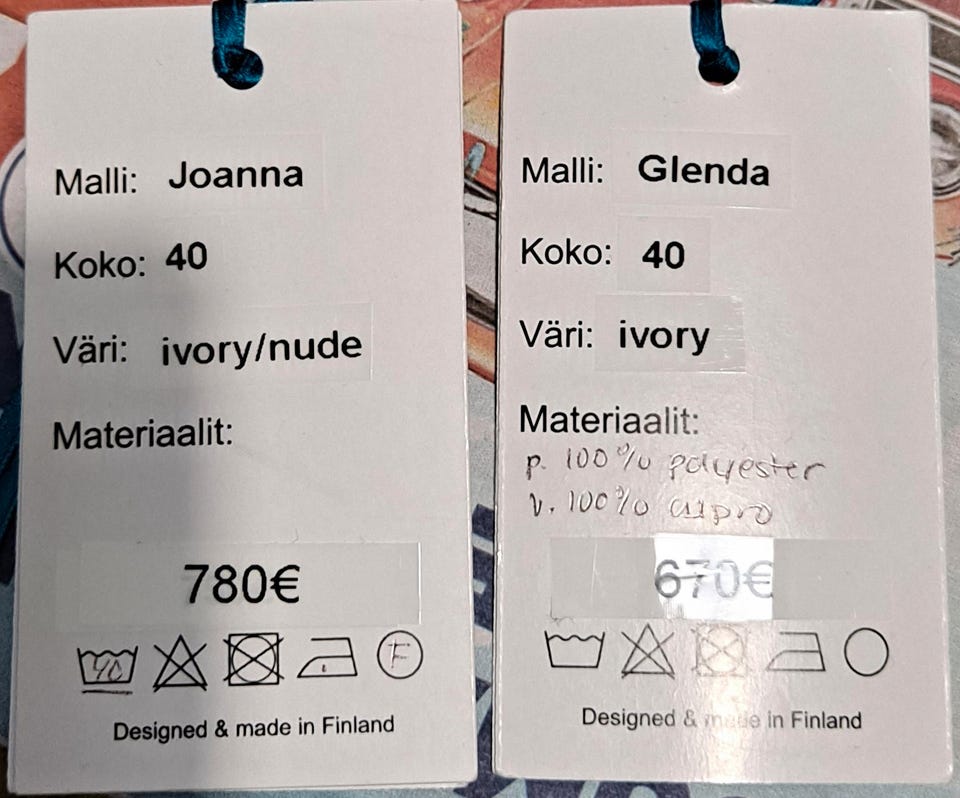 Malli: Joanna
Koko: 40
Väri: ivory/nude
Materiaalit:
780€
40
F
Designed & made in Finland
Malli: Glenda
Koko: 40
Väri: ivory
Materiaalit:
p. 100% polyester
v. 100% cupro
670€
Designed & made in Finland